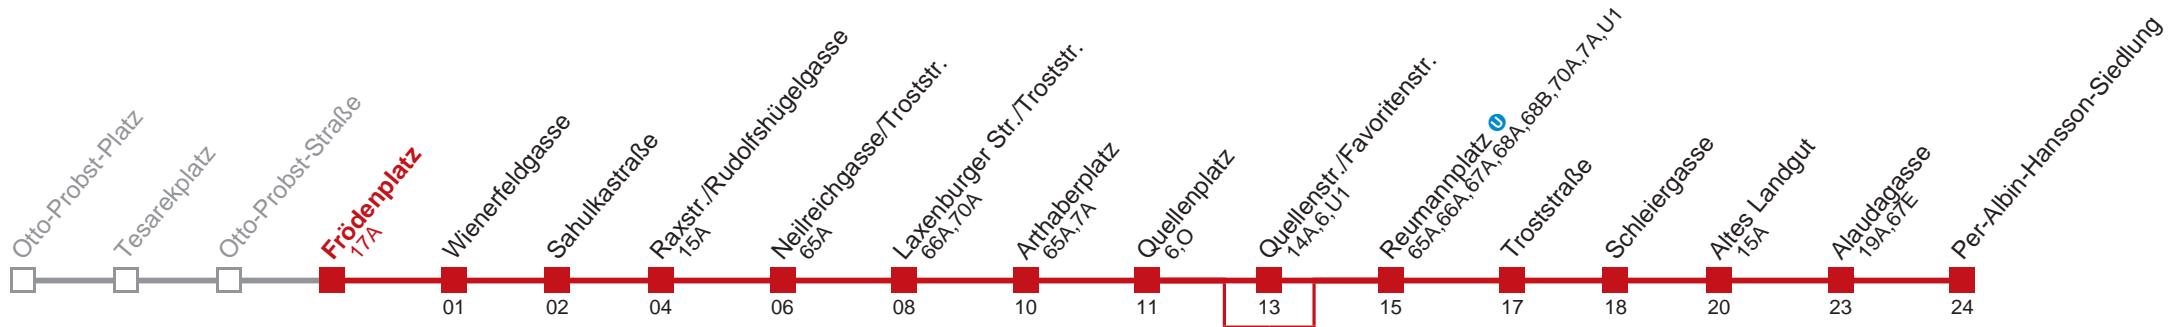 Otto-Probst-Platz
Tesarekplatz
Otto-Probst-Straße
Frödenplatz
17A
Wienerfeldgasse
01
Sahulkastraße
02
Raxstr./Rudolfshügelgasse
15A
04
Neilreichgasse/Troststr.
65A
06
Laxenburger Str./Troststr.
66A,70A
08
Arthaberplatz
65A,7A
10
Quellenplatz
6,O
11
Quellenstr./Favoritenstr.
14A,6,U1
13
Reumannplatz U
65A,66A,67A,68A,68B,70A,7A,U1
15
Troststraße
17
Schleiergasse
18
Altes Landgut
15A
20
Alaudagasse
19A,67E
23
Per-Albin-Hansson-Siedlung
24